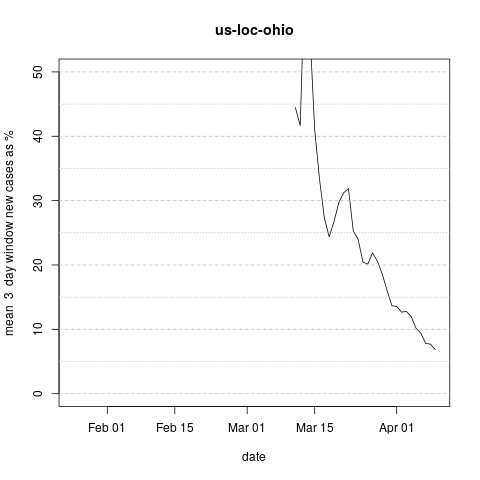 us-loc-ohio
mean 3 day window new cases as %
50
40
30
20
10
0
Feb 01
Feb 15
Mar 01
Mar 15
Apr 01
date